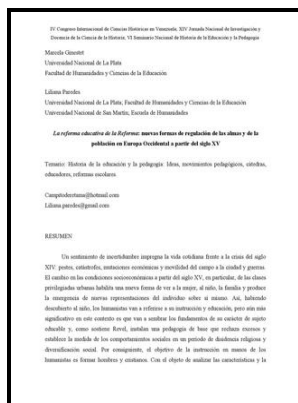 IV Congreso Internacional de Ciencias Históricas en Venezuela. XIV Jornada Nacional de Investigación y
Docencia de la Ciencia de la Historia. VI Seminario Nacional de Historia de la Educación y la Pedagogía
Marcela Ginestet
Universidad Nacional de La Plata
Facultad de Humanidades y Ciencias de la Educación
Liliana Paredes
Universidad Nacional de La Plata; Facultad de Humanidades y Ciencias de la Educación
Universidad Nacional de San Martín; Escuela de Humanidades
La reforma educativa de la Reforma: nuevas formas de regulación de las almas y de la
población en Europa Occidental a partir del siglo XV
Temario: Historia de la educación y la pedagogía: Ideas, movimientos pedagógicos, cátedras,
educadores, reformas escolares.
@hotmail.com
Liliana.paredes@gmail.com
RESUMEN
Un sentimiento de incertidumbre impregna la vida cotidiana frente a la crisis del siglo
XIV: pestes, catástrofes, mutaciones económicas y movilidad del campo a la ciudad y guerras.
El cambio en las condiciones socioeconómicas a partir del siglo XV, en particular, de las clases
privilegiadas urbanas habilita una nueva forma de ver a la mujer, al niño, la familia y produce
la emergencia de nuevas representaciones del individuo sobre sí mismo. Así, habiendo
descubierto al niño, los humanistas van a referirse a su instrucción y educación, pero aún más
significativo en este contexto es que van a sembrar los fundamentos de su carácter de sujeto
educable y, como sostiene Revel, instalan una pedagogía de base que rechaza excesos y
establece la medida de los comportamientos sociales en un período de disidencia religiosa y
diversificación social. Por consiguiente, el objetivo de la instrucción en manos de los
humanistas es formar hombres y cristianos. Con el objeto de analizar las características y la